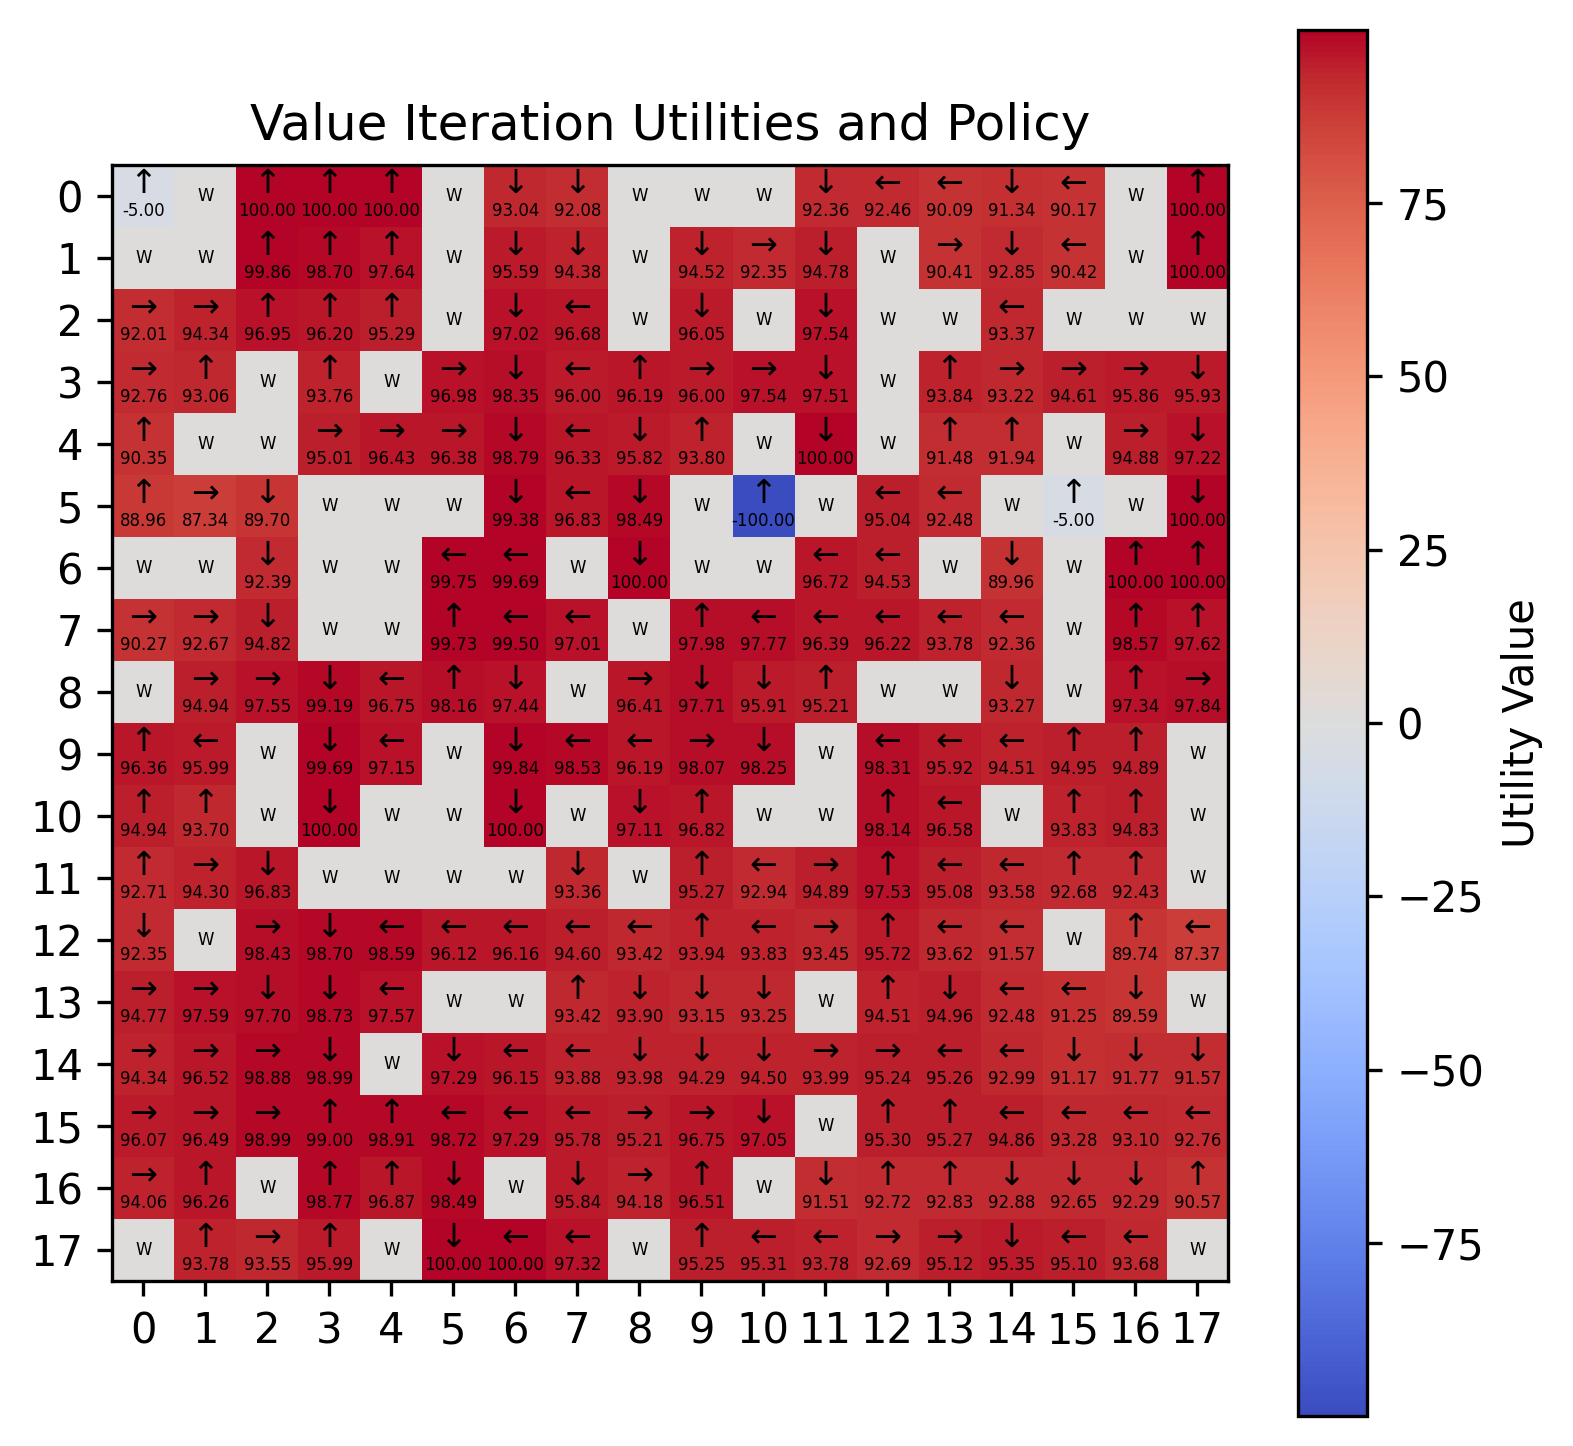 Value Iteration Utilities and Policy
0 ↑ W ↑ ↑ ↑ W ↓ ↓ W W W ↓ ← ← ↓ ← W ↑
-5.00 100.00 100.00 100.00 93.04 92.08 92.36 92.46 90.09 91.34 90.17 100.00
1 W W ↑ ↑ ↑ W ↓ ↓ W ↓ → ↓ W → ↓ ← W ↑
99.86 98.70 97.64 95.59 94.38 94.52 92.35 94.78 90.41 92.85 90.42 100.00
2 → → ↑ ↑ ↑ W ↓ ← W ↓ W ↓ W W ← W W W
92.01 94.34 96.95 96.20 95.29 97.02 96.68 96.05 97.54 93.37
3 → ↑ W ↑ W → ↓ ← ↑ → → ↓ W ↑ → → → ↓
92.76 93.06 93.76 96.98 98.35 96.00 96.19 96.00 97.54 97.51 93.84 93.22 94.61 95.86 95.93
4 ↑ W W → → → ↓ ← ↓ ↑ W ↓ W ↑ ↑ W → ↓
90.35 95.01 96.43 96.38 98.79 96.33 95.82 93.80 100.00 91.48 91.94 94.88 97.22
5 ↑ → ↓ W W W ↓ ← ↓ W ↑ W ← ← W ↑ W ↓
88.96 87.34 89.70 99.38 96.83 98.49 -100.00 95.04 92.48 -5.00 100.00
6 W W ↓ W W ← ← W ↓ W W ← ← W ↓ W ↑ ↑
92.39 99.75 99.69 100.00 96.72 94.53 89.96 100.00 100.00
7 → → ↓ W W ↑ ← ← W ↑ ← ← ← ← ← W ↑ ↑
90.27 92.67 94.82 99.73 99.50 97.01 97.98 97.77 96.39 96.22 93.78 92.36 98.57 97.62
8 W → → ↓ ← ↑ ↓ W → ↓ ↓ ↑ W W ↓ W ↑ →
94.94 97.55 99.19 96.75 98.16 97.44 96.41 97.71 95.91 95.21 93.27 97.34 97.84
9 ↑ ← W ↓ ← W ↓ ← ← → ↓ W ← ← ← ↑ ↑ W
96.36 95.99 99.69 97.15 99.84 98.53 96.19 98.07 98.25 98.31 95.92 94.51 94.95 94.89
10 ↑ ↑ W ↓ W W ↓ W ↓ ↑ W W ↑ ← W ↑ ↑ W
94.94 93.70 100.00 100.00 97.11 96.82 98.14 96.58 93.83 94.83
11 ↑ → ↓ W W W W ↓ W ↑ ← → ↑ ← ← ↑ ↑ W
92.71 94.30 96.83 93.36 95.27 92.94 94.89 97.53 95.08 93.58 92.68 92.43
12 ↓ W → ↓ ← ← ← ← ← ↑ ← → ↑ ← ← W ↑ ←
92.35 98.43 98.70 98.59 96.12 96.16 94.60 93.42 93.94 93.83 93.45 95.72 93.62 91.57 89.74 87.37
13 → → ↓ ↓ ← W W ↑ ↓ ↓ ↓ W ↑ ↓ ← ← ↓ W
94.77 97.59 97.70 98.73 97.57 93.42 93.90 93.15 93.25 94.51 94.96 92.48 91.25 89.59
14 → → → ↓ W ↓ ← ← ↓ ↓ ↓ → → ← ← ↓ ↓ ↓
94.34 96.52 98.88 98.99 97.29 96.15 93.88 93.98 94.29 94.50 93.99 95.24 95.26 92.99 91.17 91.77 91.57
15 → → → ↑ ↑ ← ← ← → → ↓ W ↑ ↑ ← ← ← ←
96.07 96.49 98.99 99.00 98.91 98.72 97.29 95.78 95.21 96.75 97.05 95.30 95.27 94.86 93.28 93.10 92.76
16 → ↑ W ↑ ↑ ↓ W ↓ → ↑ W ↓ ↑ ↑ ↓ ↓ ↓ ↑
94.06 96.26 98.77 96.87 98.49 95.84 94.18 96.51 91.51 92.72 92.83 92.88 92.65 92.29 90.57
17 W ↑ → ↑ W ↓ ← ← W ↑ ← ← → → ↓ ← ← W
93.78 93.55 95.99 100.00 100.00 97.32 95.25 95.31 93.78 92.69 95.12 95.35 95.10 93.68
0 1 2 3 4 5 6 7 8 9 10 11 12 13 14 15 16 17
75
50
25
0
−25
−50
−75
Utility Value